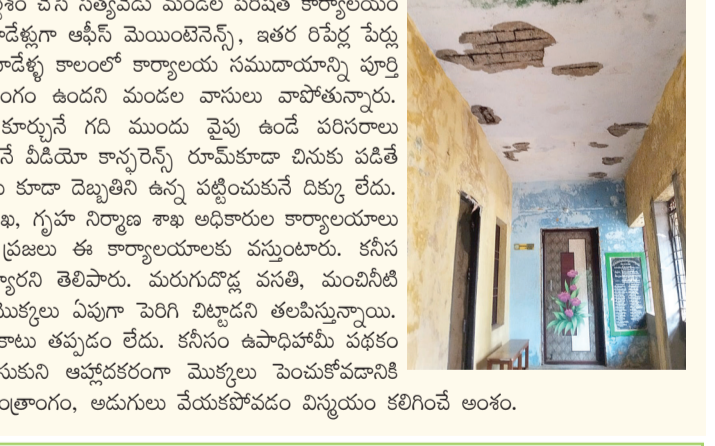 చేసి సత్యవేడు మండల పరిషత్ కార్యాలయం
డేళ్లుగా ఆఫీస్ మెయింటెనెన్స్, ఇతర రిపేర్ల పేర్లు
డేళ్ళ కాలంలో కార్యాలయ సముదాయాన్ని పూర్తి
ంగం ఉందని మండల వాసులు వాపోతున్నారు.
కూర్చునే గది ముందు వైపు ఉండే పరిసరాలు
నే వీడియో కాన్ఫరెన్స్ రూమ్‌కూడా చినుకు పడితే
కూడా దెబ్బతిని ఉన్న పట్టించుకునే దిక్కు లేదు.
ఖ, గృహ నిర్మాణ శాఖ అధికారుల కార్యాలయాలు
ప్రజలు ఈ కార్యాలయాలకు వస్తుంటారు. కనీస
్యారని తెలిపారు. మరుగుదొడ్ల వసతి, మంచినీటి
మొక్కలు ఏపుగా పెరిగి చిట్టాడని తలపిస్తున్నాయి.
కాటు తప్పడం లేదు. కనీసం ఉపాధిహామీ పథకం
సుకుని ఆహ్లాదకరంగా మొక్కలు పెంచుకోవడానికి
ంత్రాంగం, అడుగులు వేయకపోవడం విస్మయం కలిగించే అంశం.